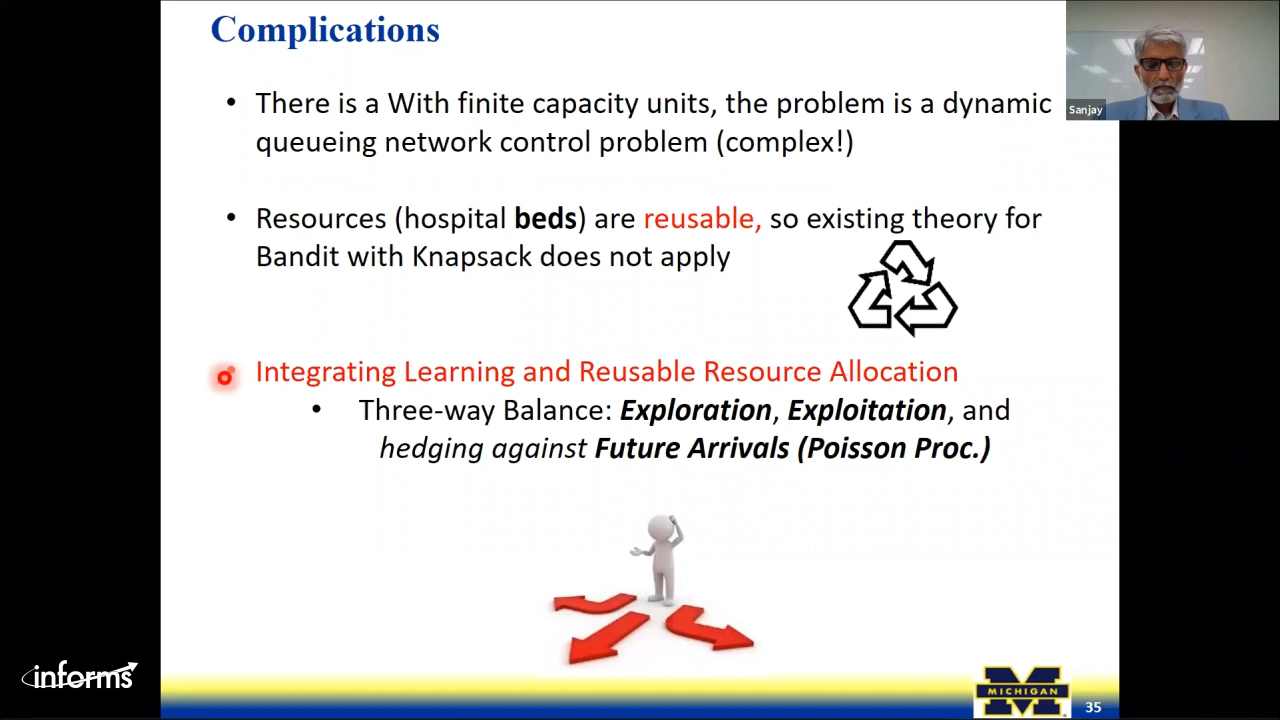 Complications
Sanjay
• There is a With finite capacity units, the problem is a dynamic
queueing network control problem (complex!)
• Resources (hospital beds) are reusable, so existing theory for
Bandit with Knapsack does not apply
Integrating Learning and Reusable Resource Allocation
• Three-way Balance: Exploration, Exploitation, and
hedging against Future Arrivals (Poisson Proc.)
informs
MICHIGAN
35